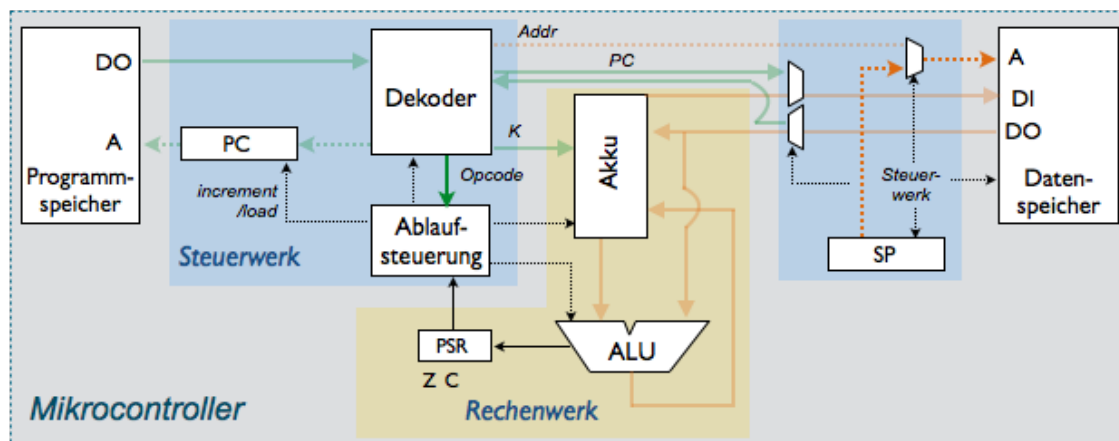 DO
A
Programm-
speicher
PC
increment
/load
Steuerwerk
Dekoder
Opcode
Ablauf-
steuerung
PSR
Z C
Addr
PC
K
Akku
ALU
Rechenwerk
Steuer-
werk
SP
A
DI
DO
Daten-
speicher
Mikrocontroller